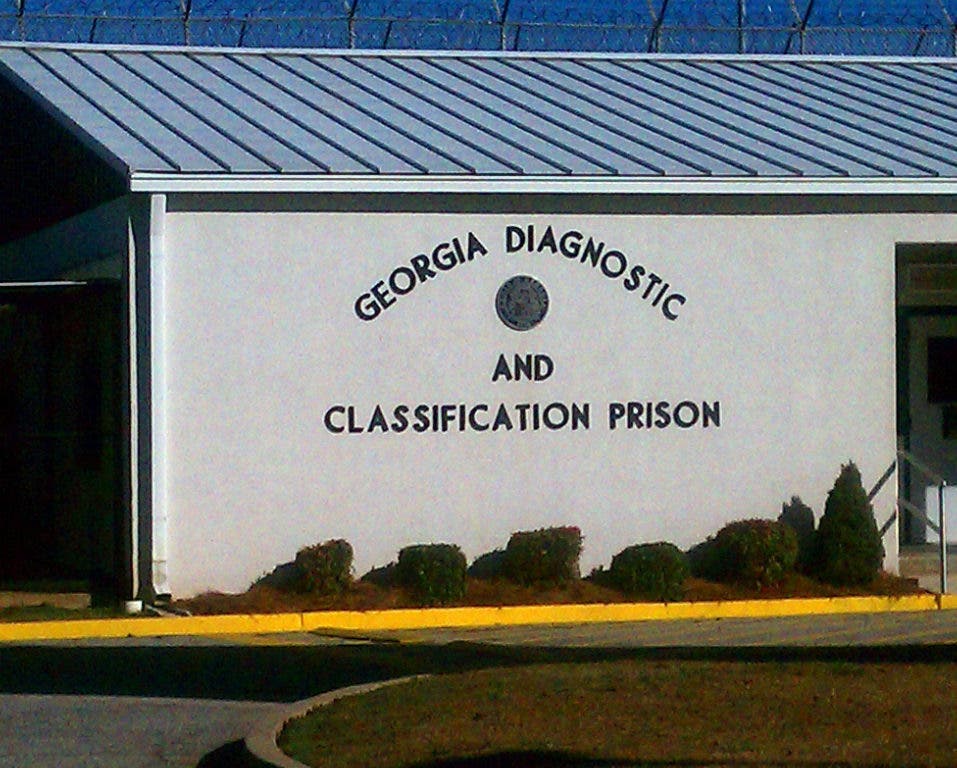 GEORGIA DIAGNOSTIC
AND
CLASSIFICATION PRISON